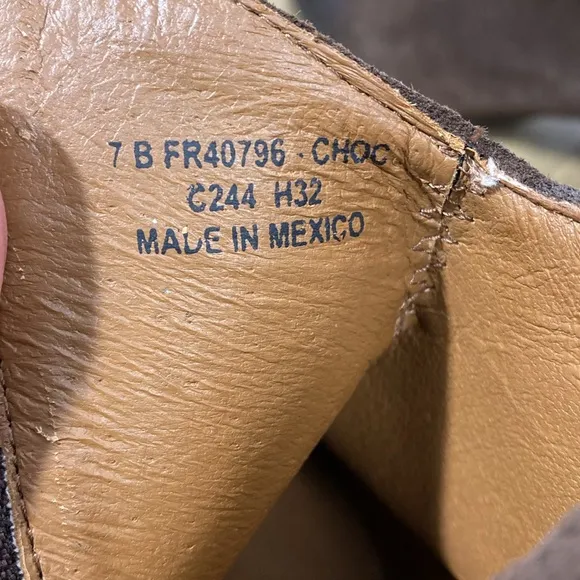 7 B FR40796 - CHOC
C244 H32
MADE IN MEXICO